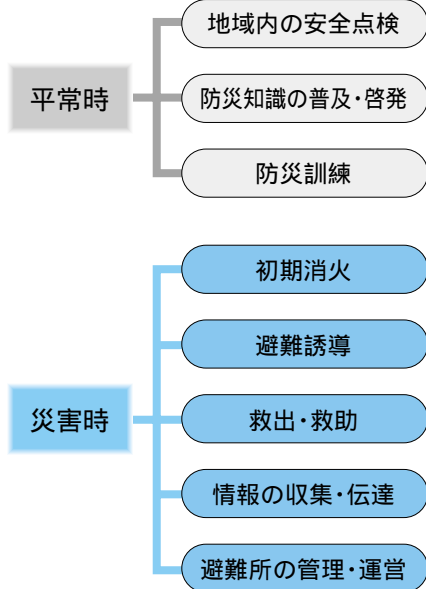 平常時
地域内の安全点検
防災知識の普及・啓発
防災訓練
災害時
初期消火
避難誘導
救出・救助
情報の収集・伝達
避難所の管理・運営